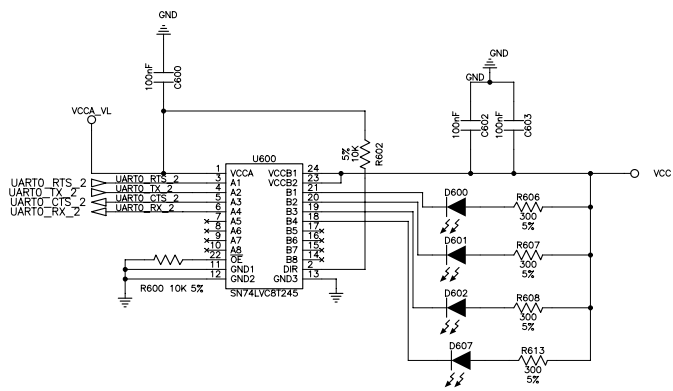 GND
100nF
C600
VCCA_VL
GND
GND
100nF
C602
100nF
C603
5%
10K
R602
U600
UART0_RTS_2
UART0_TX_2
UART0_CTS_2
UART0_RX_2
UART0_RTS_2
UART0_TX_2
UART0_CTS_2
UART0_RX_2
1 VCCA VCCB1 24
VCCB2 23
3 A1 B1 21
4 A2 B2 20
5 A3 B3 19
6 A4 B4 18
7 A5 B5 17
8 A6 B6 16
9 A7 B7 15
10 A8 B8 14
22 OE DIR 2
11 GND1 GND3 13
12 GND2
SN74LVC8T245
R600 10K 5%
VCC
D600
R606
300
5%
D601
R607
300
5%
D602
R608
300
5%
D607
R613
300
5%